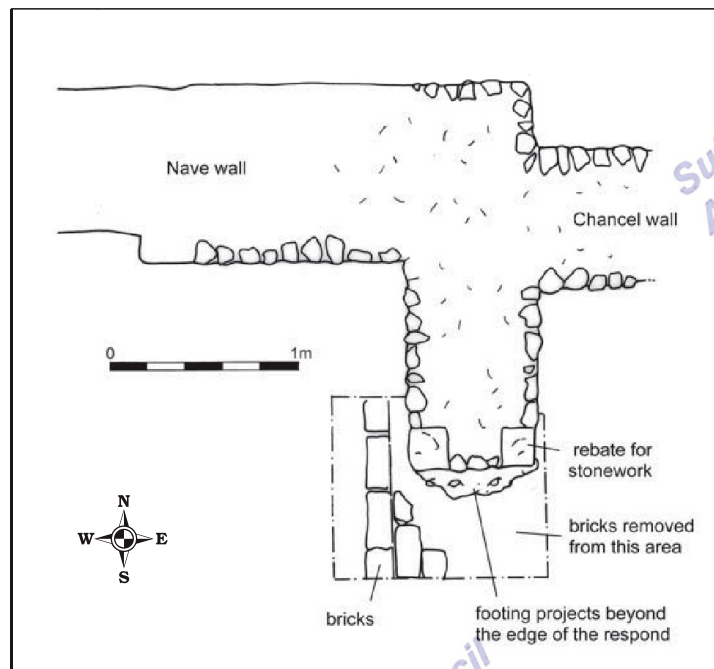 Nave wall
Chancel wall
0 1m
rebate for
stonework
N
W E
S
bricks removed
from this area
bricks
footing projects beyond
the edge of the respond